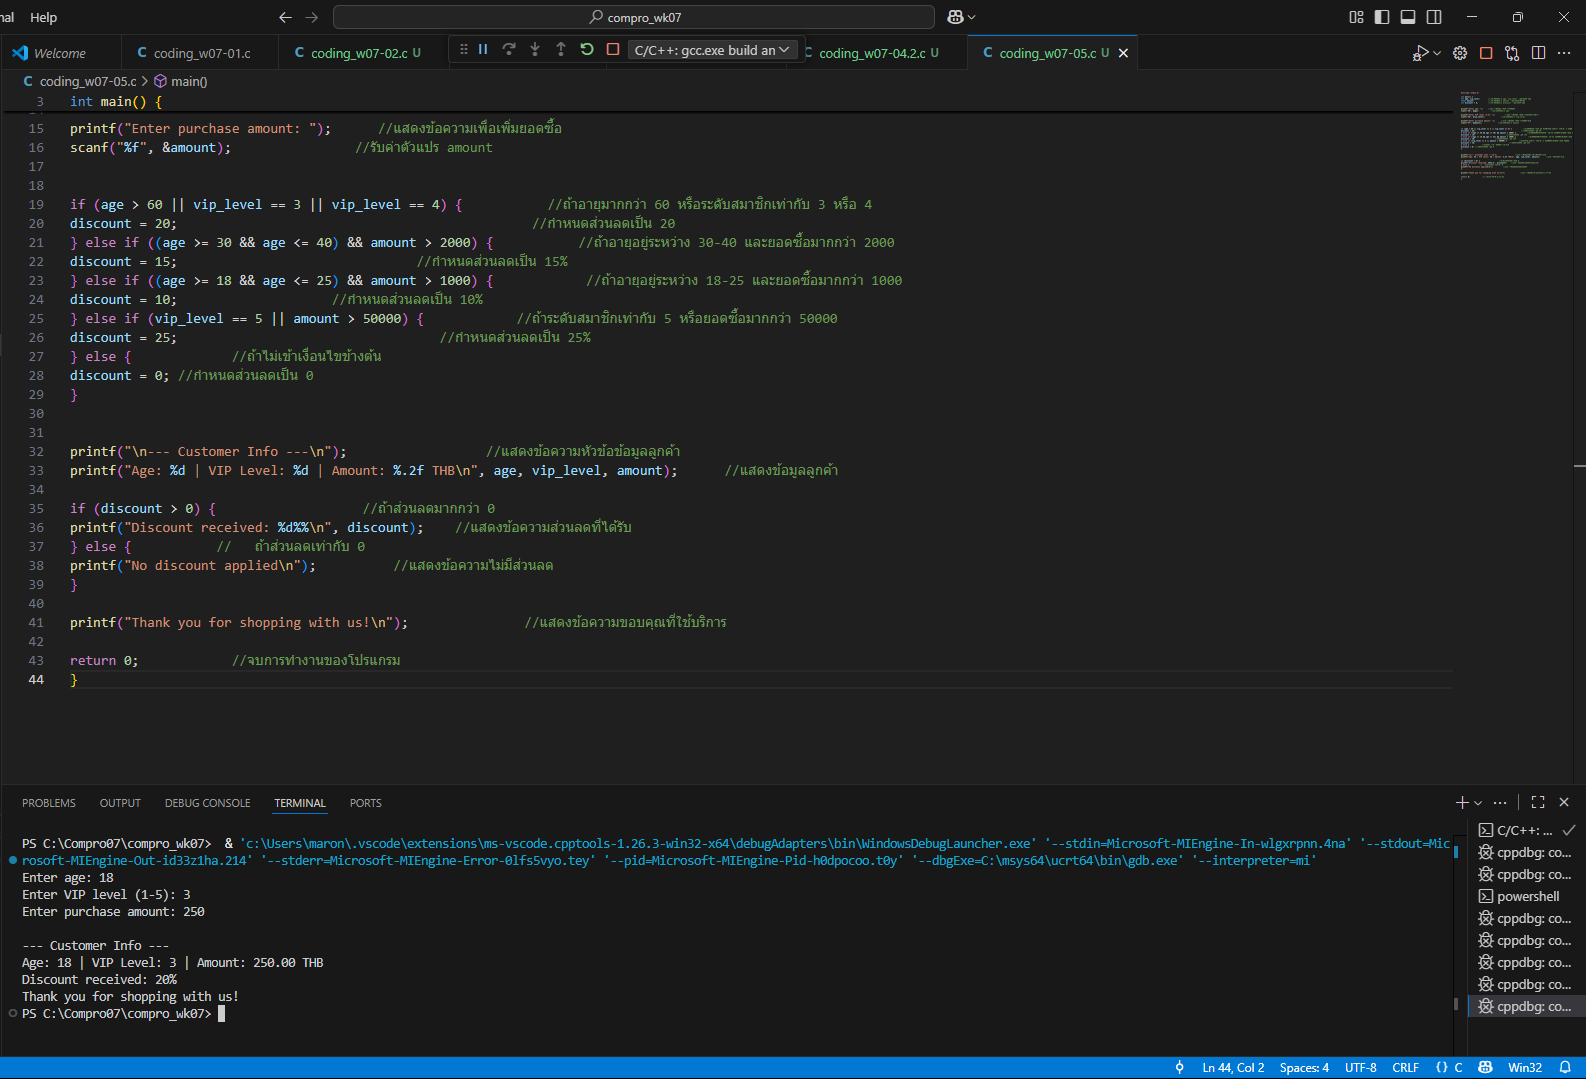 nal Help compro_wk07
Welcome coding_w07-01.c coding_w07-02.c U C/C++: gcc.exe build an coding_w07-04.2.c U coding_w07-05.c U
coding_w07-05.c > main()
3 int main() {
15 printf("Enter purchase amount: "); //แสดงข้อความเพื่อเพิ่มยอดซื้อ
16 scanf("%f", &amount); //รับค่าตัวแปร amount
17
18
19 if (age > 60 || vip_level == 3 || vip_level == 4) { //ถ้าอายุมากกว่า 60 หรือระดับสมาชิกเท่ากับ 3 หรือ 4
20 discount = 20; //กำหนดส่วนลดเป็น 20
21 } else if ((age >= 30 && age <= 40) && amount > 2000) { //ถ้าอายุอยู่ระหว่าง 30-40 และยอดซื้อมากกว่า 2000
22 discount = 15; //กำหนดส่วนลดเป็น 15%
23 } else if ((age >= 18 && age <= 25) && amount > 1000) { //ถ้าอายุอยู่ระหว่าง 18-25 และยอดซื้อมากกว่า 1000
24 discount = 10; //กำหนดส่วนลดเป็น 10%
25 } else if (vip_level == 5 || amount > 50000) { //ถ้าระดับสมาชิกเท่ากับ 5 หรือยอดซื้อมากกว่า 50000
26 discount = 25; //กำหนดส่วนลดเป็น 25%
27 } else { //ถ้าไม่เข้าเงื่อนไขข้างต้น
28 discount = 0; //กำหนดส่วนลดเป็น 0
29 }
30
31
32 printf("\n--- Customer Info ---\n"); //แสดงข้อความหัวข้อข้อมูลลูกค้า
33 printf("Age: %d | VIP Level: %d | Amount: %.2f THB\n", age, vip_level, amount); //แสดงข้อมูลลูกค้า
34
35 if (discount > 0) { //ถ้าส่วนลดมากกว่า 0
36 printf("Discount received: %d%%\n", discount); //แสดงข้อความส่วนลดที่ได้รับ
37 } else { // ถ้าส่วนลดเท่ากับ 0
38 printf("No discount applied\n"); //แสดงข้อความไม่มีส่วนลด
39 }
40
41 printf("Thank you for shopping with us!\n"); //แสดงข้อความขอบคุณที่ใช้บริการ
42
43 return 0; //จบการทำงานของโปรแกรม
44 }
PROBLEMS OUTPUT DEBUG CONSOLE TERMINAL PORTS
PS C:\Compro07\compro_wk07> & 'c:\Users\maron\.vscode\extensions\ms-vscode.cpptools-1.26.3-win32-x64\debugAdapters\bin\WindowsDebugLauncher.exe' '--stdin=Microsoft-MIEngine-In-wlgxrpnn.4na' '--stdout=Mic
rosoft-MIEngine-Out-id33z1ha.214' '--stderr=Microsoft-MIEngine-Error-0lfs5vyo.tey' '--pid=Microsoft-MIEngine-Pid-h0dpocoo.t0y' '--dbgExe=C:\msys64\ucrt64\bin\gdb.exe' '--interpreter=mi'
Enter age: 18
Enter VIP level (1-5): 3
Enter purchase amount: 250
--- Customer Info ---
Age: 18 | VIP Level: 3 | Amount: 250.00 THB
Discount received: 20%
Thank you for shopping with us!
PS C:\Compro07\compro_wk07>
C/C++: ...
cppdbg: co...
cppdbg: co...
powershell
cppdbg: co...
cppdbg: co...
cppdbg: co...
cppdbg: co...
cppdbg: co...
Ln 44, Col 2 Spaces: 4 UTF-8 CRLF {} C Win32